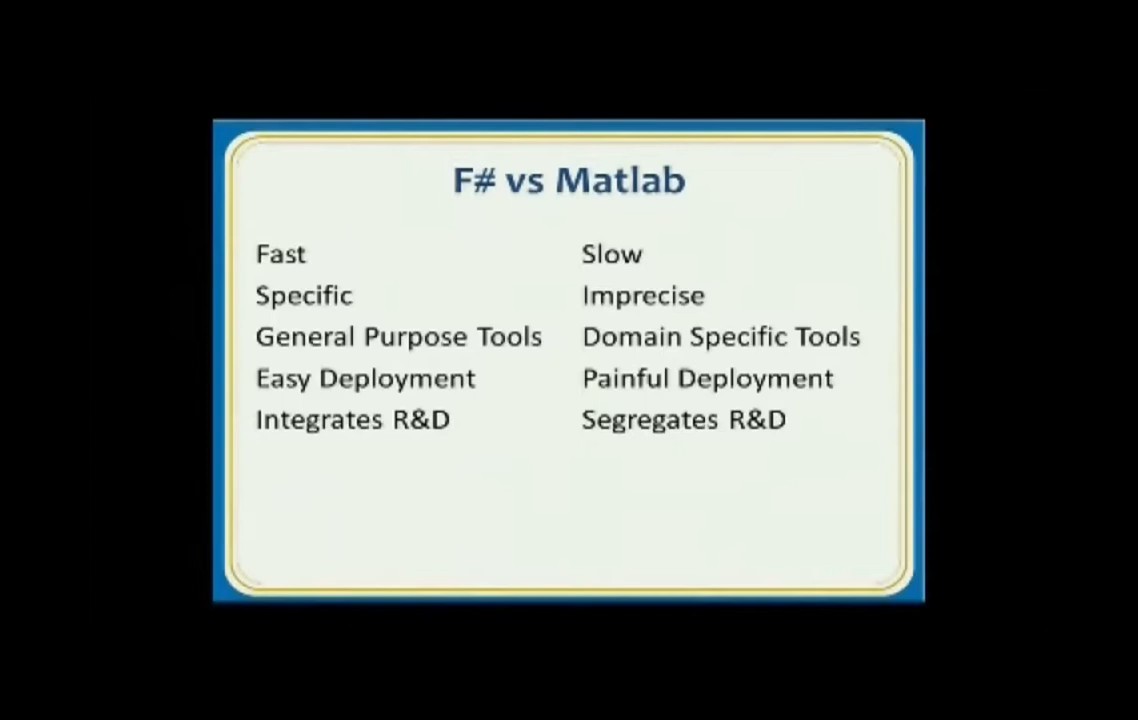 F# vs Matlab
Fast
Slow
Specific
Imprecise
General Purpose Tools
Domain Specific Tools
Easy Deployment
Painful Deployment
Integrates R&D
Segregates R&D